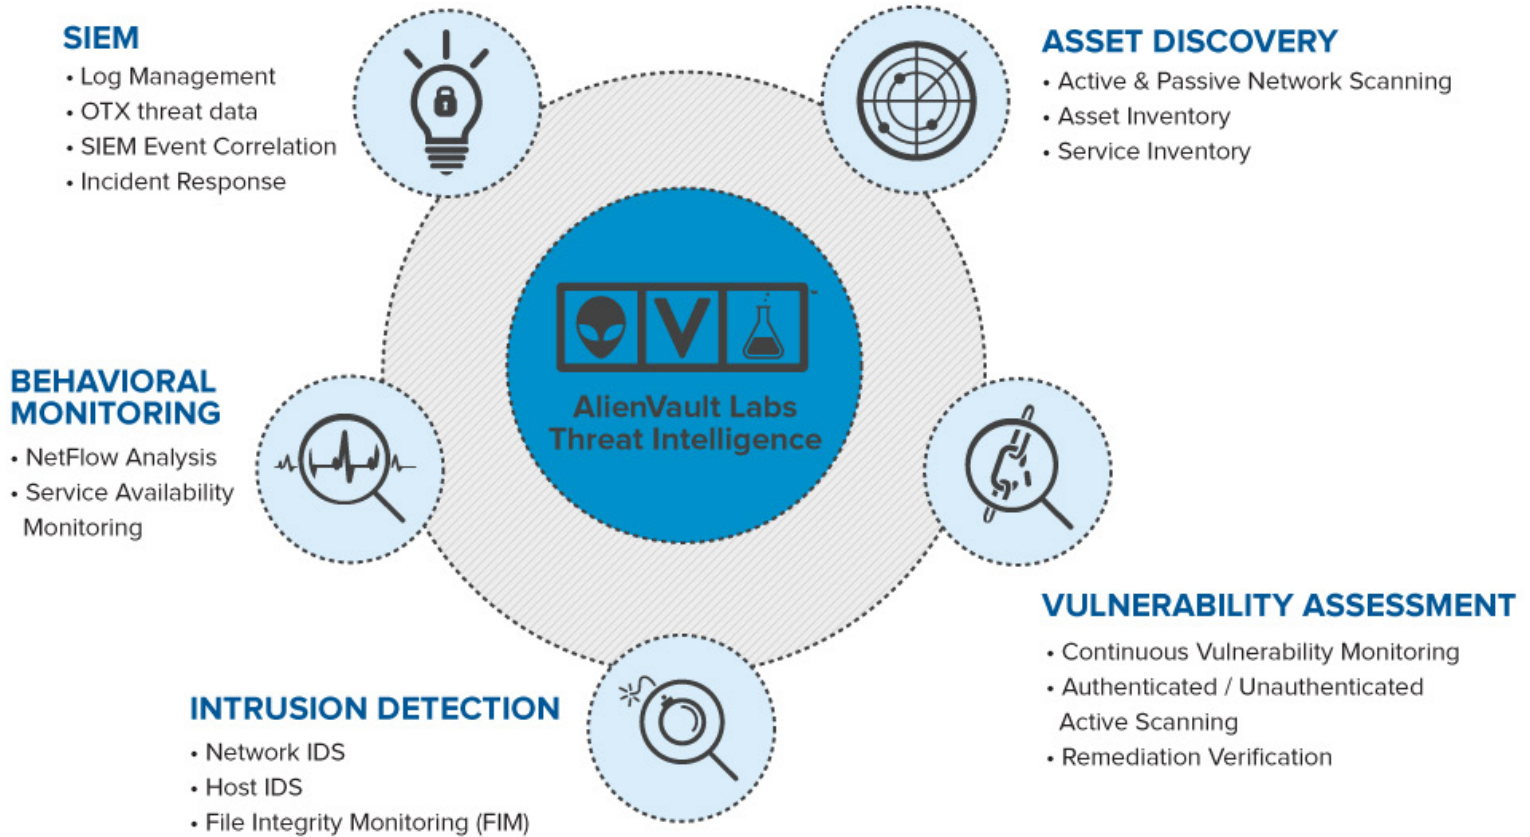 SIEM
• Log Management
• OTX threat data
• SIEM Event Correlation
• Incident Response
ASSET DISCOVERY
• Active & Passive Network Scanning
• Asset Inventory
• Service Inventory
V™
AlienVault Labs
Threat Intelligence
BEHAVIORAL
MONITORING
• NetFlow Analysis
• Service Availability
Monitoring
VULNERABILITY ASSESSMENT
• Continuous Vulnerability Monitoring
• Authenticated / Unauthenticated
Active Scanning
• Remediation Verification
INTRUSION DETECTION
• Network IDS
• Host IDS
• File Integrity Monitoring (FIM)